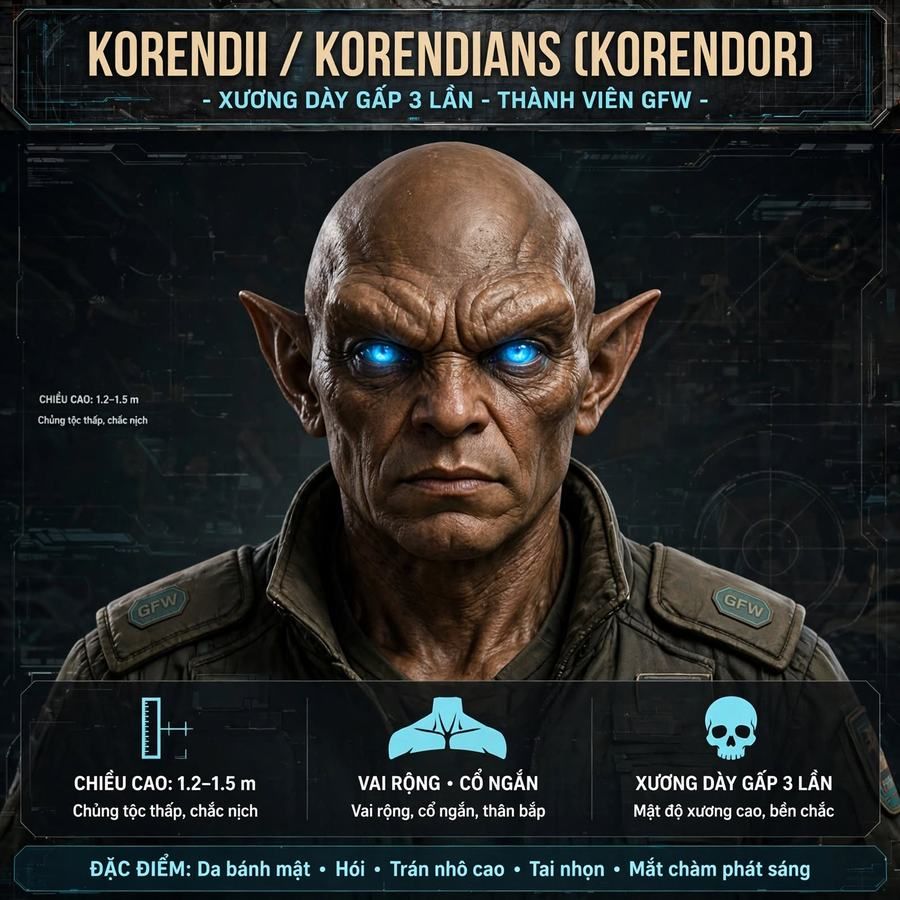 KORENDII / KORENDIANS (KORENDOR)
- XƯƠNG DÀY GẤP 3 LẦN - THÀNH VIÊN GFW -
CHIỀU CAO: 1.2–1.5 m
Chủng tộc thấp, chắc nịch
GFW
GFW
CHIỀU CAO: 1.2–1.5 m
Chủng tộc thấp, chắc nịch
VAI RỘNG • CỔ NGẮN
Vai rộng, cổ ngắn, thân bắp
XƯƠNG DÀY GẤP 3 LẦN
Mật độ xương cao, bền chắc
ĐẶC ĐIỂM: Da bánh mật • Hói • Trán nhô cao • Tai nhọn • Mắt chàm phát sáng